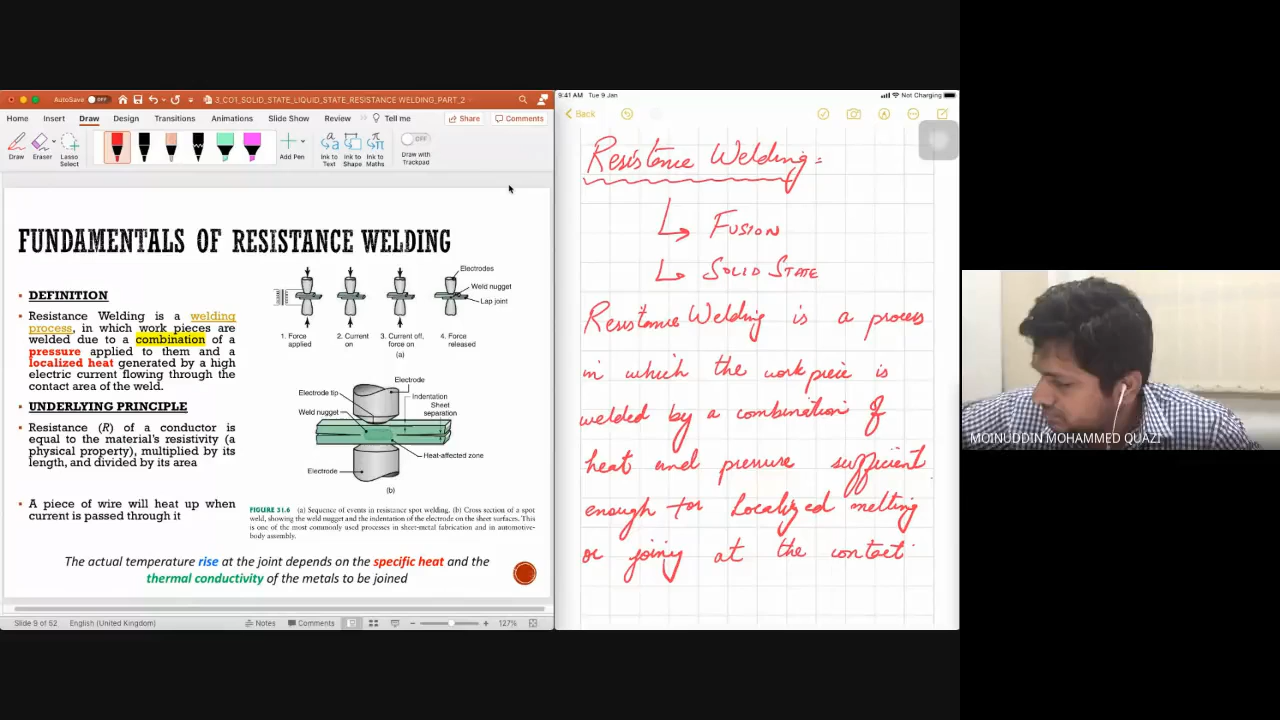 AutoSave OFF
3_CO1_SOLID_STATE_LIQUID_STATE_RESISTANCE WELDING_PART_2
Home Insert Draw Design Transitions Animations Slide Show Review Tell me Share Comments
Draw Eraser Lasso Select Add Pen Ink to Text Ink to Shape Ink to Maths OFF Draw with Trackpad
FUNDAMENTALS OF RESISTANCE WELDING
DEFINITION
Resistance Welding is a welding
process, in which work pieces are
welded due to a combination of a
pressure applied to them and a
localized heat generated by a high
electric current flowing through the
contact area of the weld.
UNDERLYING PRINCIPLE
Resistance (R) of a conductor is
equal to the material's resistivity (a
physical property), multiplied by its
length, and divided by its area
A piece of wire will heat up when
current is passed through it
Electrodes
Weld nugget
Lap joint
1. Force applied
2. Current on
3. Current off, force on
4. Force released
(a)
Electrode
Electrode tip
Indentation
Sheet separation
Weld nugget
Heat-affected zone
Electrode
(b)
FIGURE 31.6 (a) Sequence of events in resistance spot welding. (b) Cross section of a spot
weld, showing the weld nugget and the indentation of the electrode on the sheet surfaces. This
is one of the most commonly used processes in sheet-metal fabrication and in automotive-
body assembly.
The actual temperature rise at the joint depends on the specific heat and the
thermal conductivity of the metals to be joined
Slide 9 of 52 English (United Kingdom) Notes Comments 127%
9:41 AM Tue 9 Jan Not Charging
Back
Resistance Welding:
Fusion
Solid State
Resistance Welding is a process
in which the work piece is
welded by a combination of
heat and pressure sufficient
enough for localized melting
or joining at the contact
MOINUDDIN MOHAMMED QUAZI